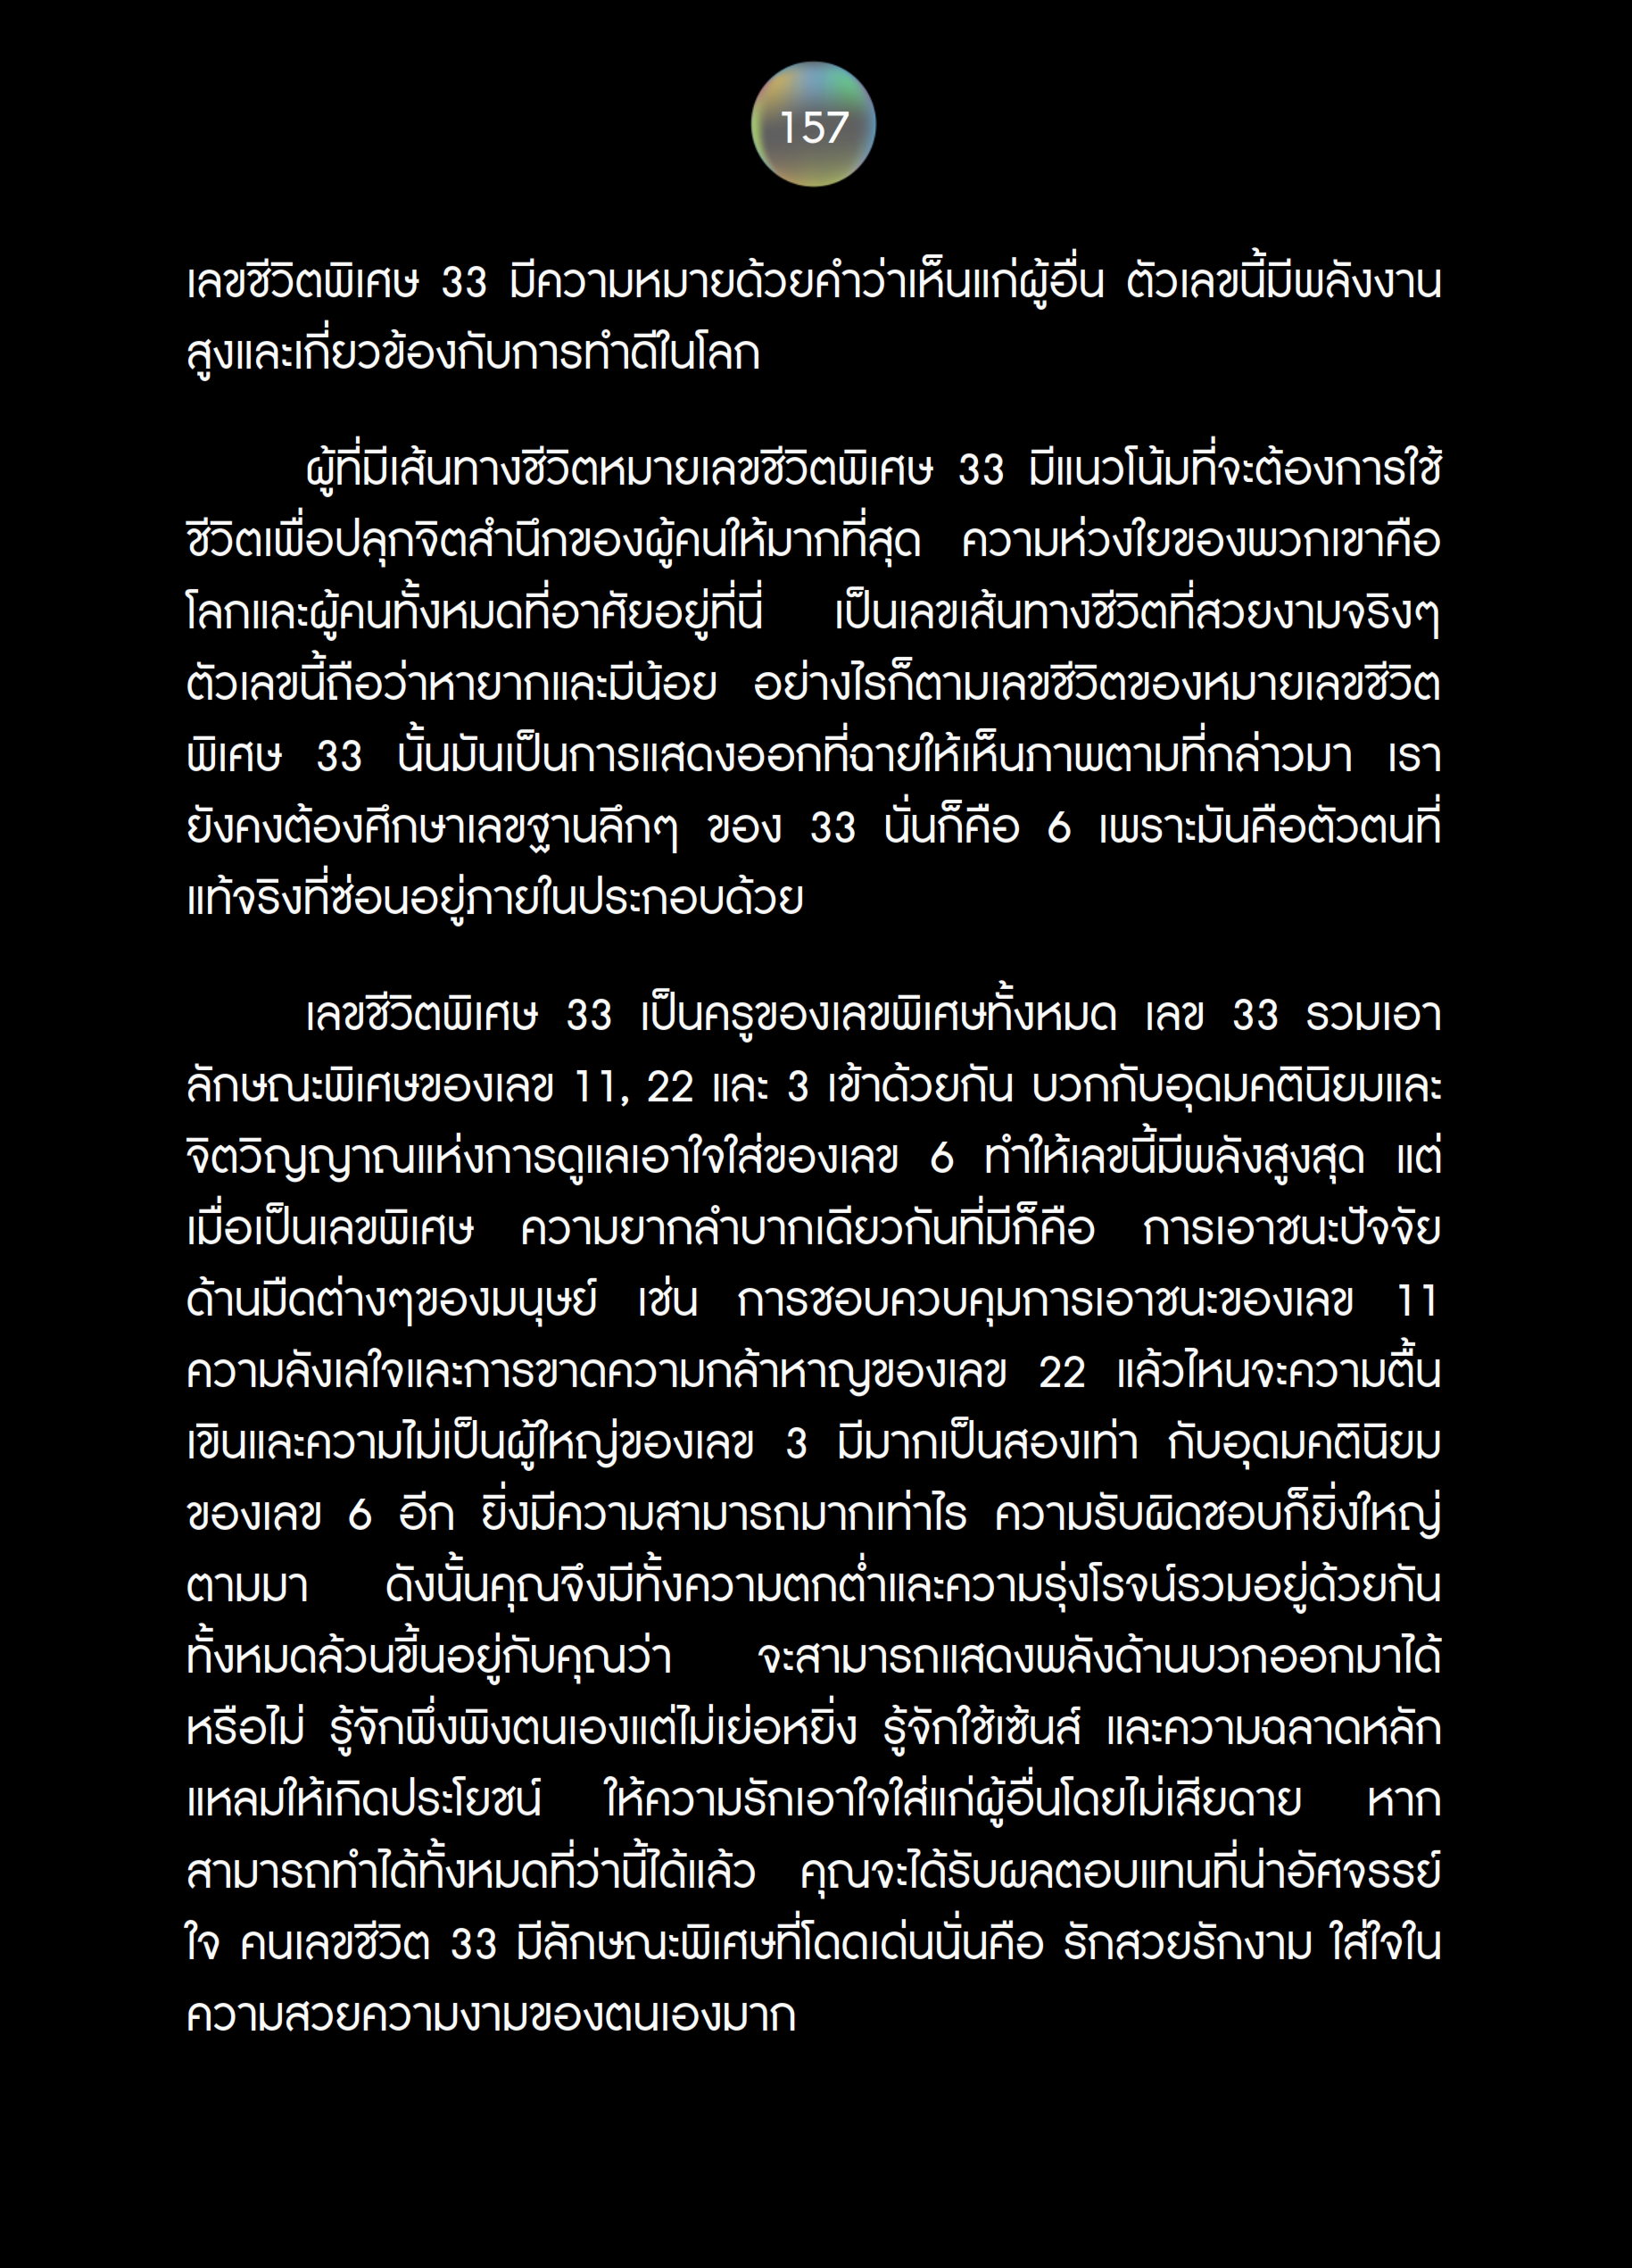 157
เลขชีวิตพิเศษ 33 มีความหมายด้วยคำว่าเห็นแก่ผู้อื่น ตัวเลขนี้มีพลังงาน
สูงและเกี่ยวข้องกับการทำดีในโลก
ผู้ที่มีเส้นทางชีวิตหมายเลขชีวิตพิเศษ 33 มีแนวโน้มที่จะต้องการใช้
ชีวิตเพื่อปลุกจิตสำนึกของผู้คนให้มากที่สุด ความห่วงใยของพวกเขาคือ
โลกและผู้คนทั้งหมดที่อาศัยอยู่ที่นี่ เป็นเลขเส้นทางชีวิตที่สวยงามจริงๆ
ตัวเลขนี้ถือว่าหายากและมีน้อย อย่างไรก็ตามเลขชีวิตของหมายเลขชีวิต
พิเศษ 33 นั้นมันเป็นการแสดงออกที่ฉายให้เห็นภาพตามที่กล่าวมา เรา
ยังคงต้องศึกษาเลขฐานลึกๆ ของ 33 นั่นก็คือ 6 เพราะมันคือตัวตนที่
แท้จริงที่ซ่อนอยู่ภายในประกอบด้วย
เลขชีวิตพิเศษ 33 เป็นครูของเลขพิเศษทั้งหมด เลข 33 รวมเอา
ลักษณะพิเศษของเลข 11, 22 และ 3 เข้าด้วยกัน บวกกับอุดมคตินิยมและ
จิตวิญญาณแห่งการดูแลเอาใจใส่ของเลข 6 ทำให้เลขนี้มีพลังสูงสุด แต่
เมื่อเป็นเลขพิเศษ ความยากลำบากเดียวกันที่มีก็คือ การเอาชนะปัจจัย
ด้านมืดต่างๆของมนุษย์ เช่น การชอบควบคุมการเอาชนะของเลข 11
ความลังเลใจและการขาดความกล้าหาญของเลข 22 แล้วไหนจะความตื้น
เขินและความไม่เป็นผู้ใหญ่ของเลข 3 มีมากเป็นสองเท่า กับอุดมคตินิยม
ของเลข 6 อีก ยิ่งมีความสามารถมากเท่าไร ความรับผิดชอบก็ยิ่งใหญ่
ตามมา ดังนั้นคุณจึงมีทั้งความตกต่ำและความรุ่งโรจน์รวมอยู่ด้วยกัน
ทั้งหมดล้วนขึ้นอยู่กับคุณว่า จะสามารถแสดงพลังด้านบวกออกมาได้
หรือไม่ รู้จักพึ่งพิงตนเองแต่ไม่เย่อหยิ่ง รู้จักใช้เซ้นส์ และความฉลาดหลัก
แหลมให้เกิดประโยชน์ ให้ความรักเอาใจใส่แก่ผู้อื่นโดยไม่เสียดาย หาก
สามารถทำได้ทั้งหมดที่ว่านี้ได้แล้ว คุณจะได้รับผลตอบแทนที่น่าอัศจรรย์
ใจ คนเลขชีวิต 33 มีลักษณะพิเศษที่โดดเด่นนั่นคือ รักสวยรักงาม ใส่ใจใน
ความสวยความงามของตนเองมาก